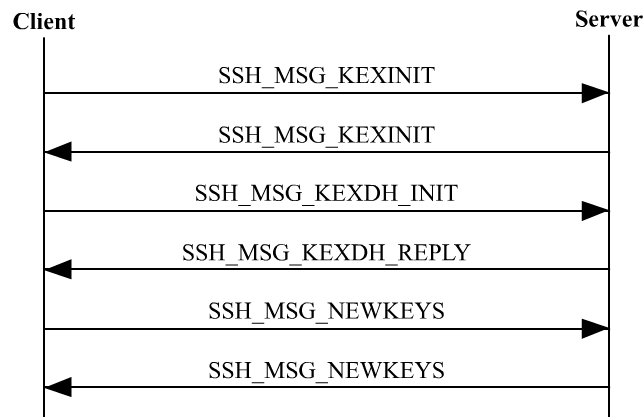 Client
Server
SSH_MSG_KEXINIT
SSH_MSG_KEXINIT
SSH_MSG_KEXDH_INIT
SSH_MSG_KEXDH_REPLY
SSH_MSG_NEWKEYS
SSH_MSG_NEWKEYS